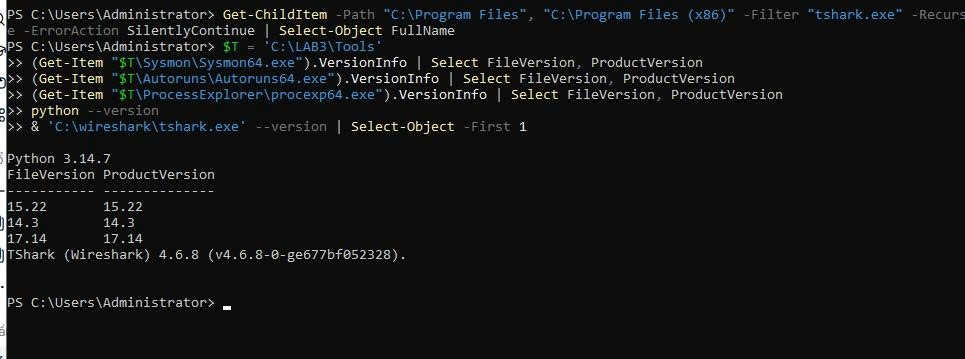 PS C:\Users\Administrator> Get-ChildItem -Path "C:\Program Files", "C:\Program Files (x86)" -Filter "tshark.exe" -Recurs
e -ErrorAction SilentlyContinue | Select-Object FullName
PS C:\Users\Administrator> $T = 'C:\LAB3\Tools'
>> (Get-Item "$T\Sysmon\Sysmon64.exe").VersionInfo | Select FileVersion, ProductVersion
>> (Get-Item "$T\Autoruns\Autoruns64.exe").VersionInfo | Select FileVersion, ProductVersion
>> (Get-Item "$T\ProcessExplorer\procexp64.exe").VersionInfo | Select FileVersion, ProductVersion
>> python --version
>> & 'C:\wireshark\tshark.exe' --version | Select-Object -First 1
Python 3.14.7
FileVersion ProductVersion
----------- --------------
15.22       15.22
14.3        14.3
17.14       17.14
TShark (Wireshark) 4.6.8 (v4.6.8-0-ge677bf052328).
PS C:\Users\Administrator>